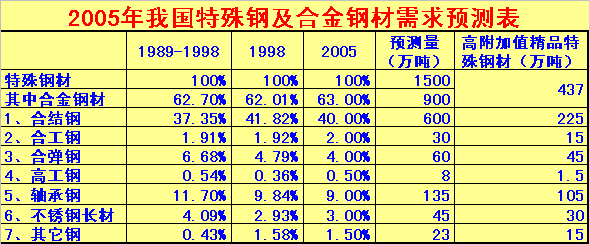 2005年我国特殊钢及合金钢材需求预测表
1989-1998 1998 2005 预测量（万吨） 高附加值精品特殊钢材（万吨）
特殊钢材 100% 100% 100% 1500 437
其中合金钢材 62.70% 62.01% 63.00% 900
1、合结钢 37.35% 41.82% 40.00% 600 225
2、合工钢 1.91% 1.92% 2.00% 30 15
3、合弹钢 6.68% 4.79% 4.00% 60 45
4、高工钢 0.54% 0.36% 0.50% 8 1.5
5、轴承钢 11.70% 9.84% 9.00% 135 105
6、不锈钢长材 4.09% 2.93% 3.00% 45 30
7、其它钢 0.43% 1.58% 1.50% 23 15